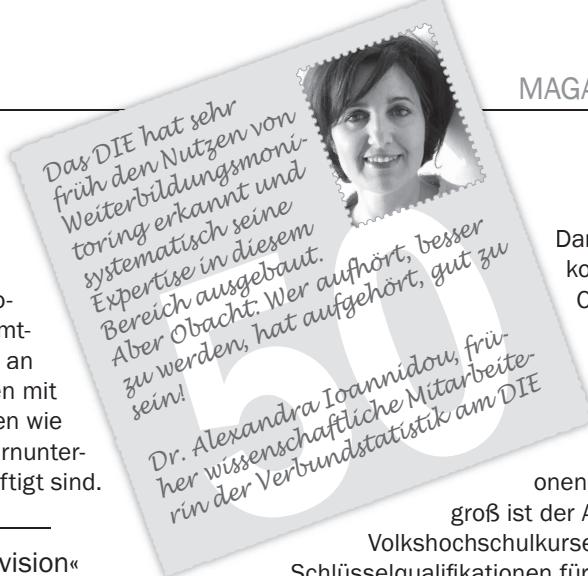 MAGA
Das DIE hat sehr
früh den Nutzen von
Weiterbildungsmoni-
toring erkannt und
systematisch seine
Expertise in diesem
Bereich ausgebaut.
Aber Obacht: Wer aufhört, besser
zu werden, hat aufgehört, gut zu
sein!
Dr. Alexandra Ioannidou, frü-
her wissenschaftliche Mitarbeite-
rin der Verbundstatistik am DIE
50
o-
mt-
an
en mit
en wie
rnunter-
ftigt sind.
vision«
Dar
ko
C
onen
groß ist der A
Volkshochschulkurse
Schlüsselqualifikationen für